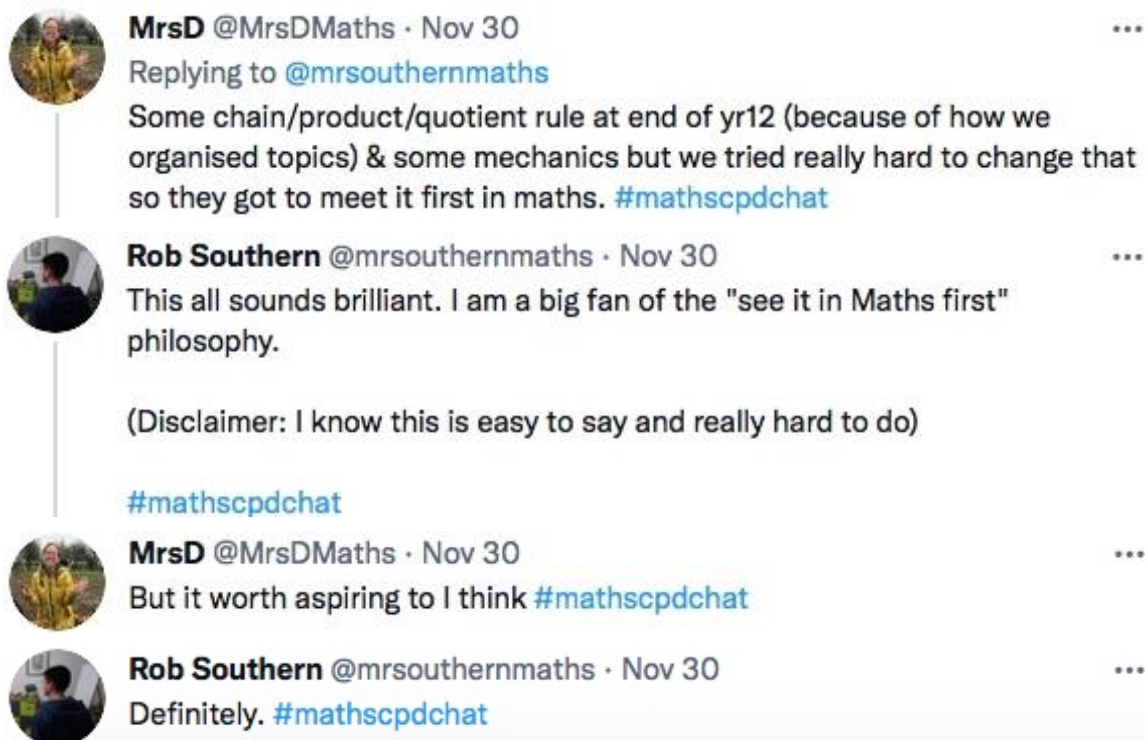 MrsD @MrsDMaths · Nov 30
Replying to @mrsouthernmaths
Some chain/product/quotient rule at end of yr12 (because of how we
organised topics) & some mechanics but we tried really hard to change that
so they got to meet it first in maths. #mathscpdchat
Rob Southern @mrsouthernmaths · Nov 30
This all sounds brilliant. I am a big fan of the "see it in Maths first"
philosophy.
(Disclaimer: I know this is easy to say and really hard to do)
#mathscpdchat
MrsD @MrsDMaths · Nov 30
But it worth aspiring to I think #mathscpdchat
Rob Southern @mrsouthernmaths · Nov 30
Definitely. #mathscpdchat